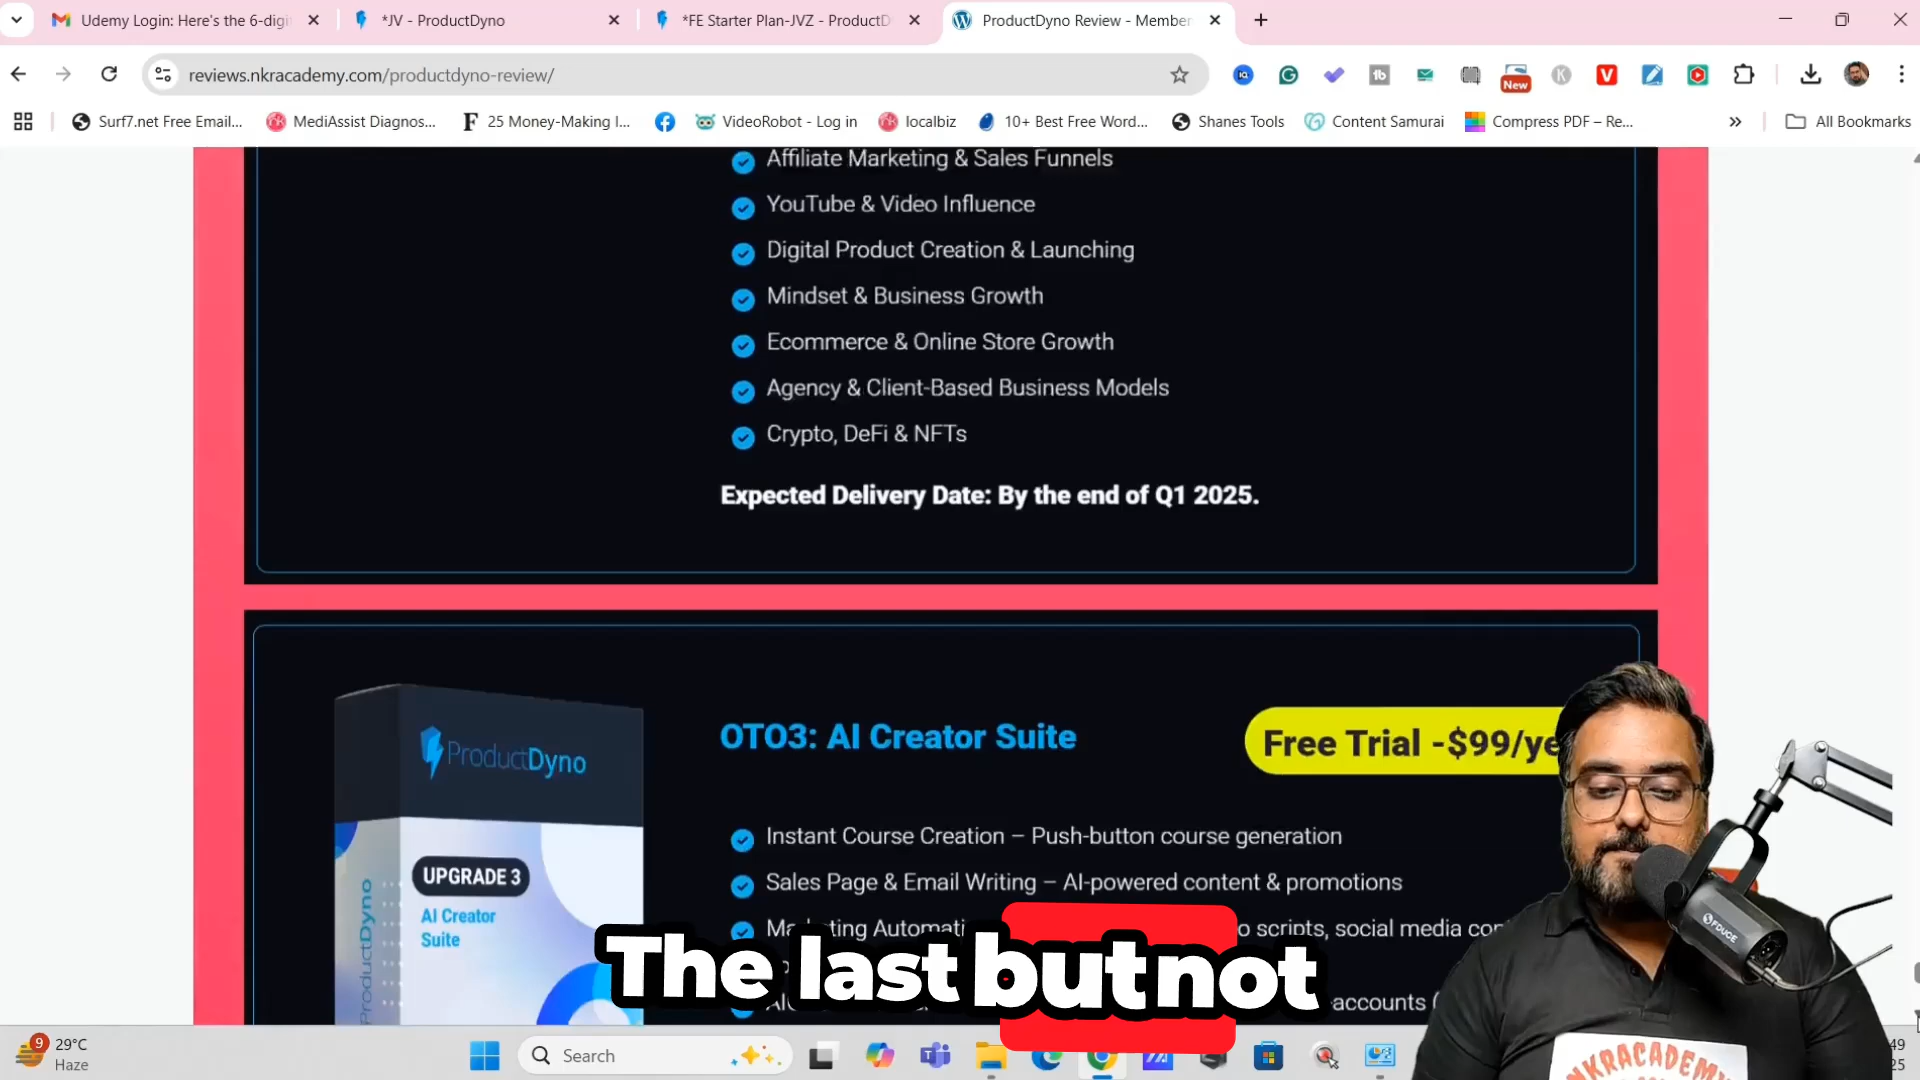 Udemy Login: Here's the 6-digi
*JV - ProductDyno
*FE Starter Plan-JVZ - ProductD
ProductDyno Review - Member
reviews.nkracademy.com/productdyno-review/
New
Surf7.net Free Email...
MediAssist Diagnos...
25 Money-Making I...
VideoRobot - Log in
localbiz
10+ Best Free Word...
Shanes Tools
Content Samurai
Compress PDF – Re...
All Bookmarks
Affiliate Marketing & Sales Funnels
YouTube & Video Influence
Digital Product Creation & Launching
Mindset & Business Growth
Ecommerce & Online Store Growth
Agency & Client-Based Business Models
Crypto, DeFi & NFTs
Expected Delivery Date: By the end of Q1 2025.
ProductDyno
UPGRADE 3
AI Creator
Suite
ProductDyno
OTO3: AI Creator Suite
Free Trial -$99/ye
Instant Course Creation – Push-button course generation
Sales Page & Email Writing – AI-powered content & promotions
scripts, social media
accounts
The last but not
FDUCE
NKRACADEMY
9
29°C
Haze
Search
49
25